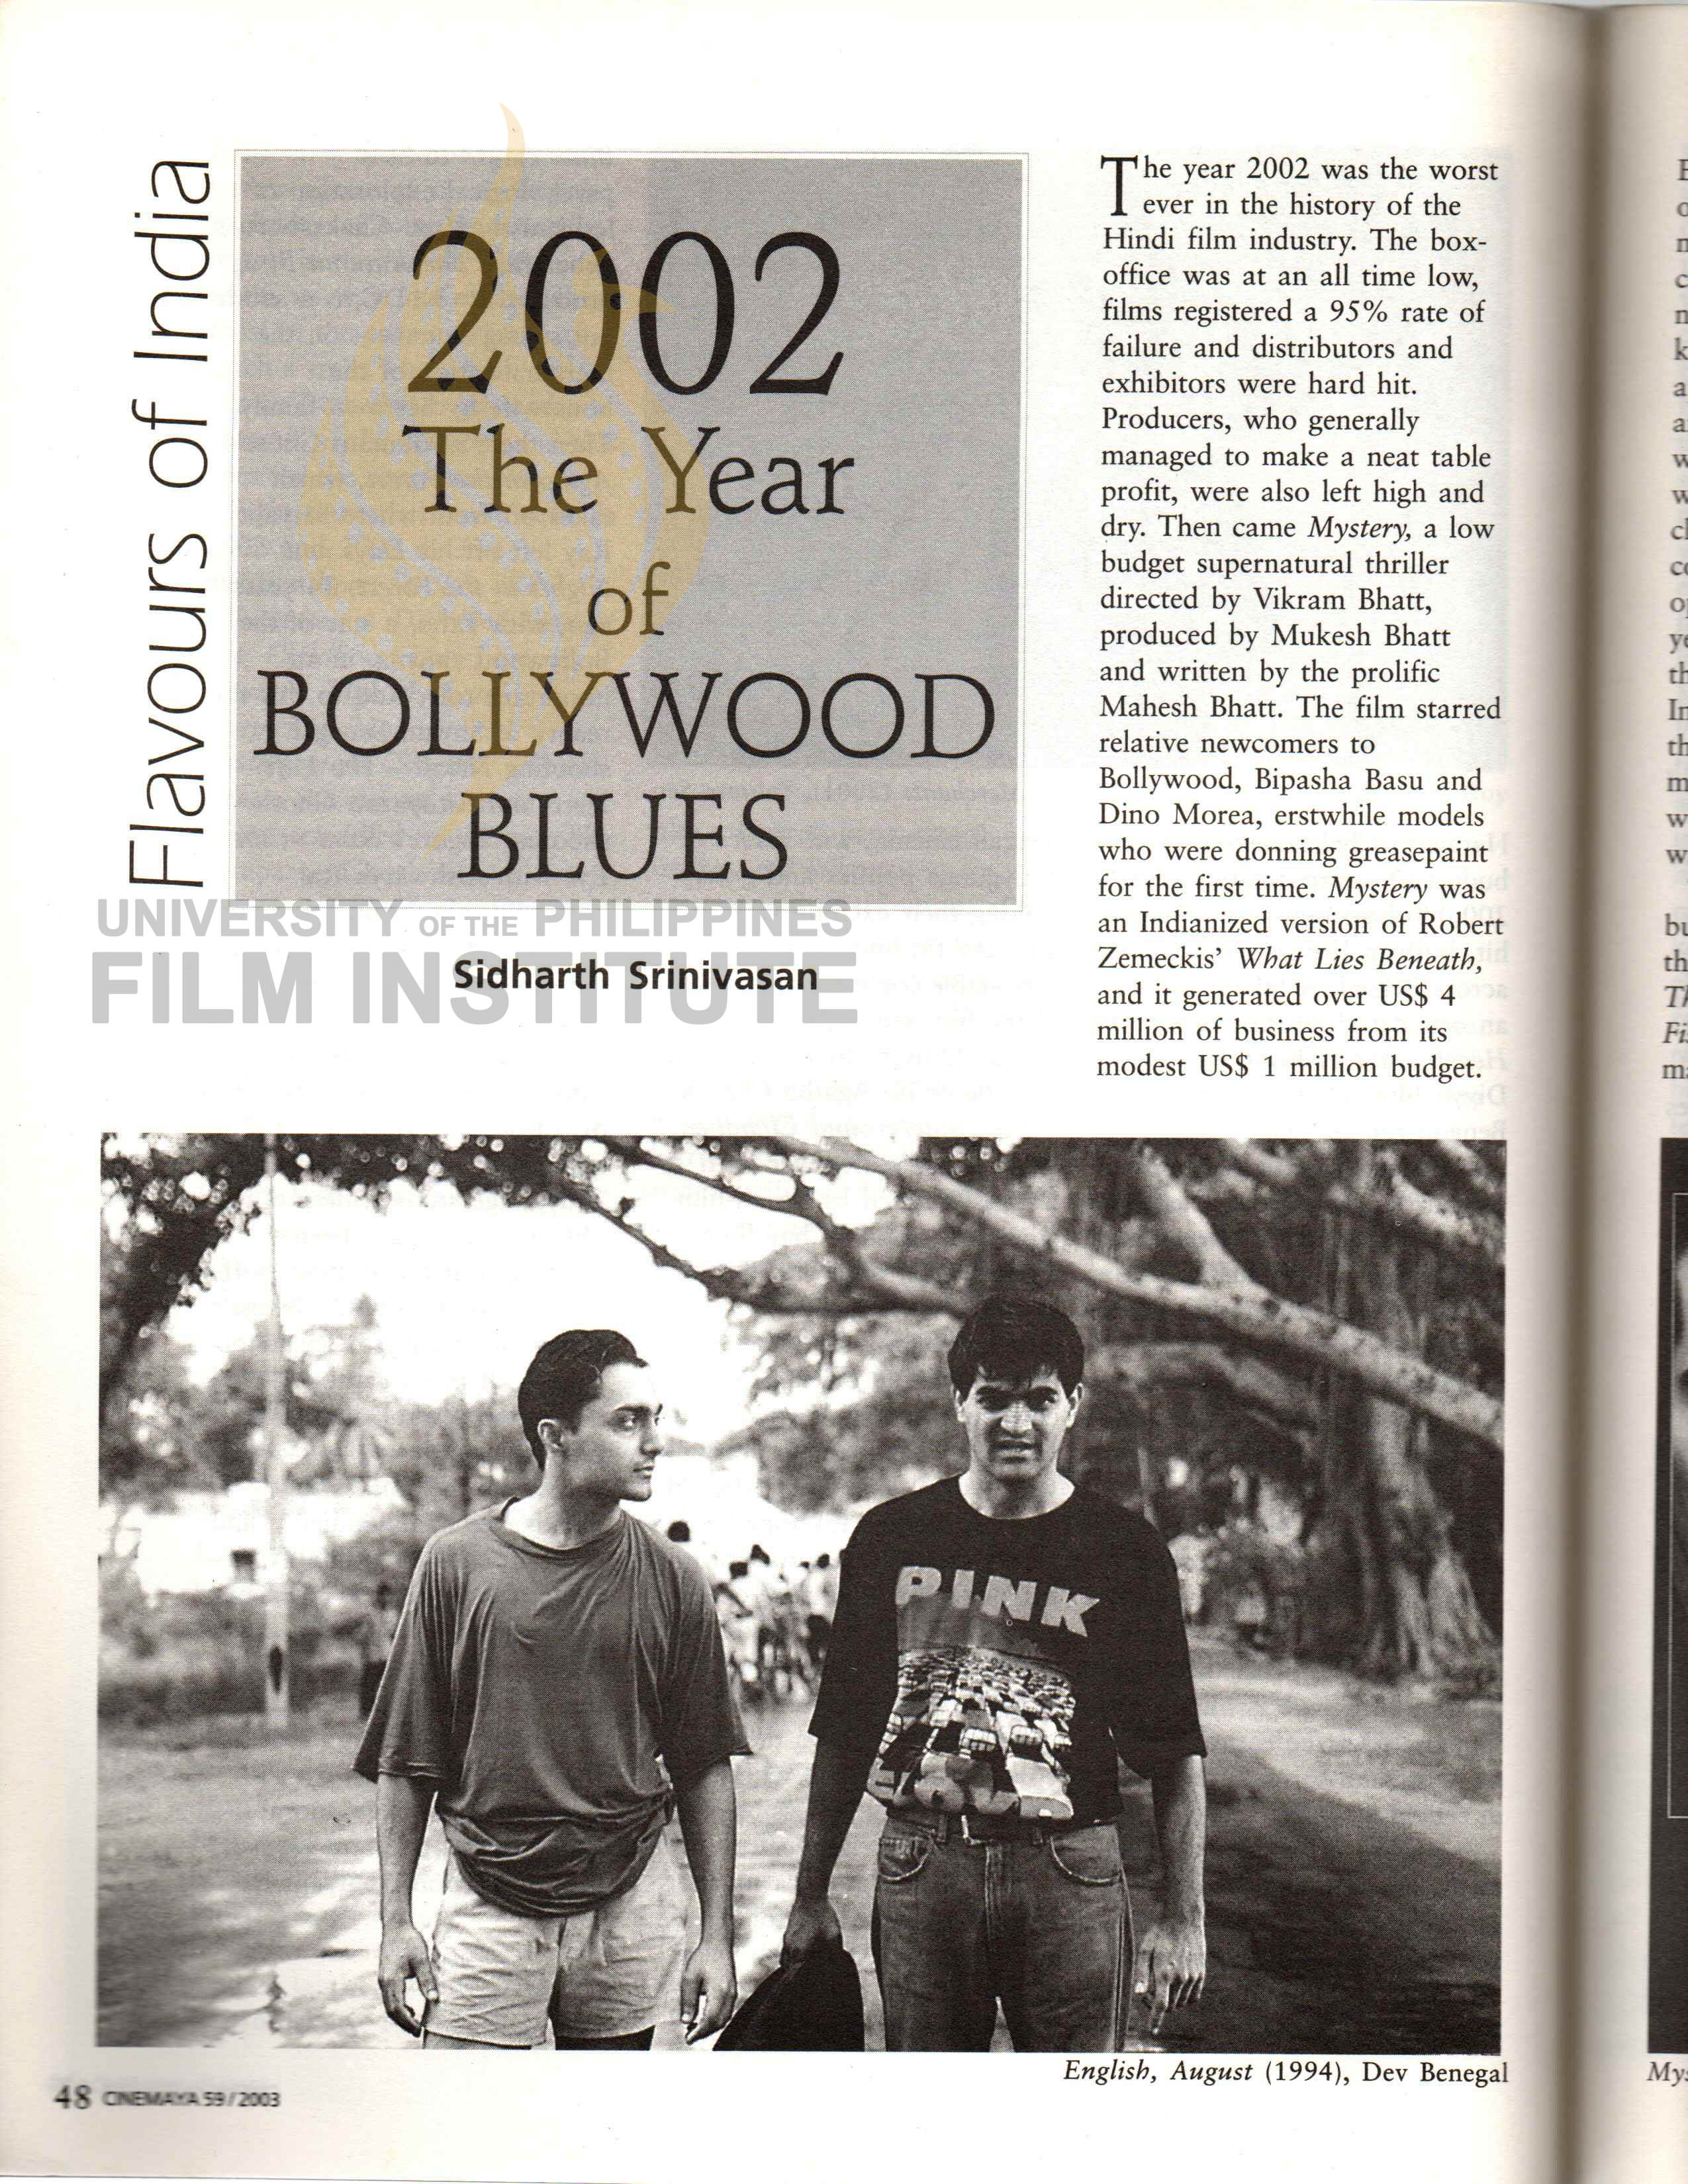 Flavours of India
2002
The Year
of
BOLLYWOOD
BLUES
UNIVERSITY OF THE PHILIPPINES
FILM INSTITUTE
Sidharth Srinivasan
The year 2002 was the worst
ever in the history of the
Hindi film industry. The box-
office was at an all time low,
films registered a 95% rate of
failure and distributors and
exhibitors were hard hit.
Producers, who generally
managed to make a neat table
profit, were also left high and
dry. Then came Mystery, a low
budget supernatural thriller
directed by Vikram Bhatt,
produced by Mukesh Bhatt
and written by the prolific
Mahesh Bhatt. The film starred
relative newcomers to
Bollywood, Bipasha Basu and
Dino Morea, erstwhile models
who were donning greasepaint
for the first time. Mystery was
an Indianized version of Robert
Zemeckis' What Lies Beneath,
and it generated over US$ 4
million of business from its
modest US$ 1 million budget.
PINK
English, August (1994), Dev Benegal
48 CINEMAYA 59/2003